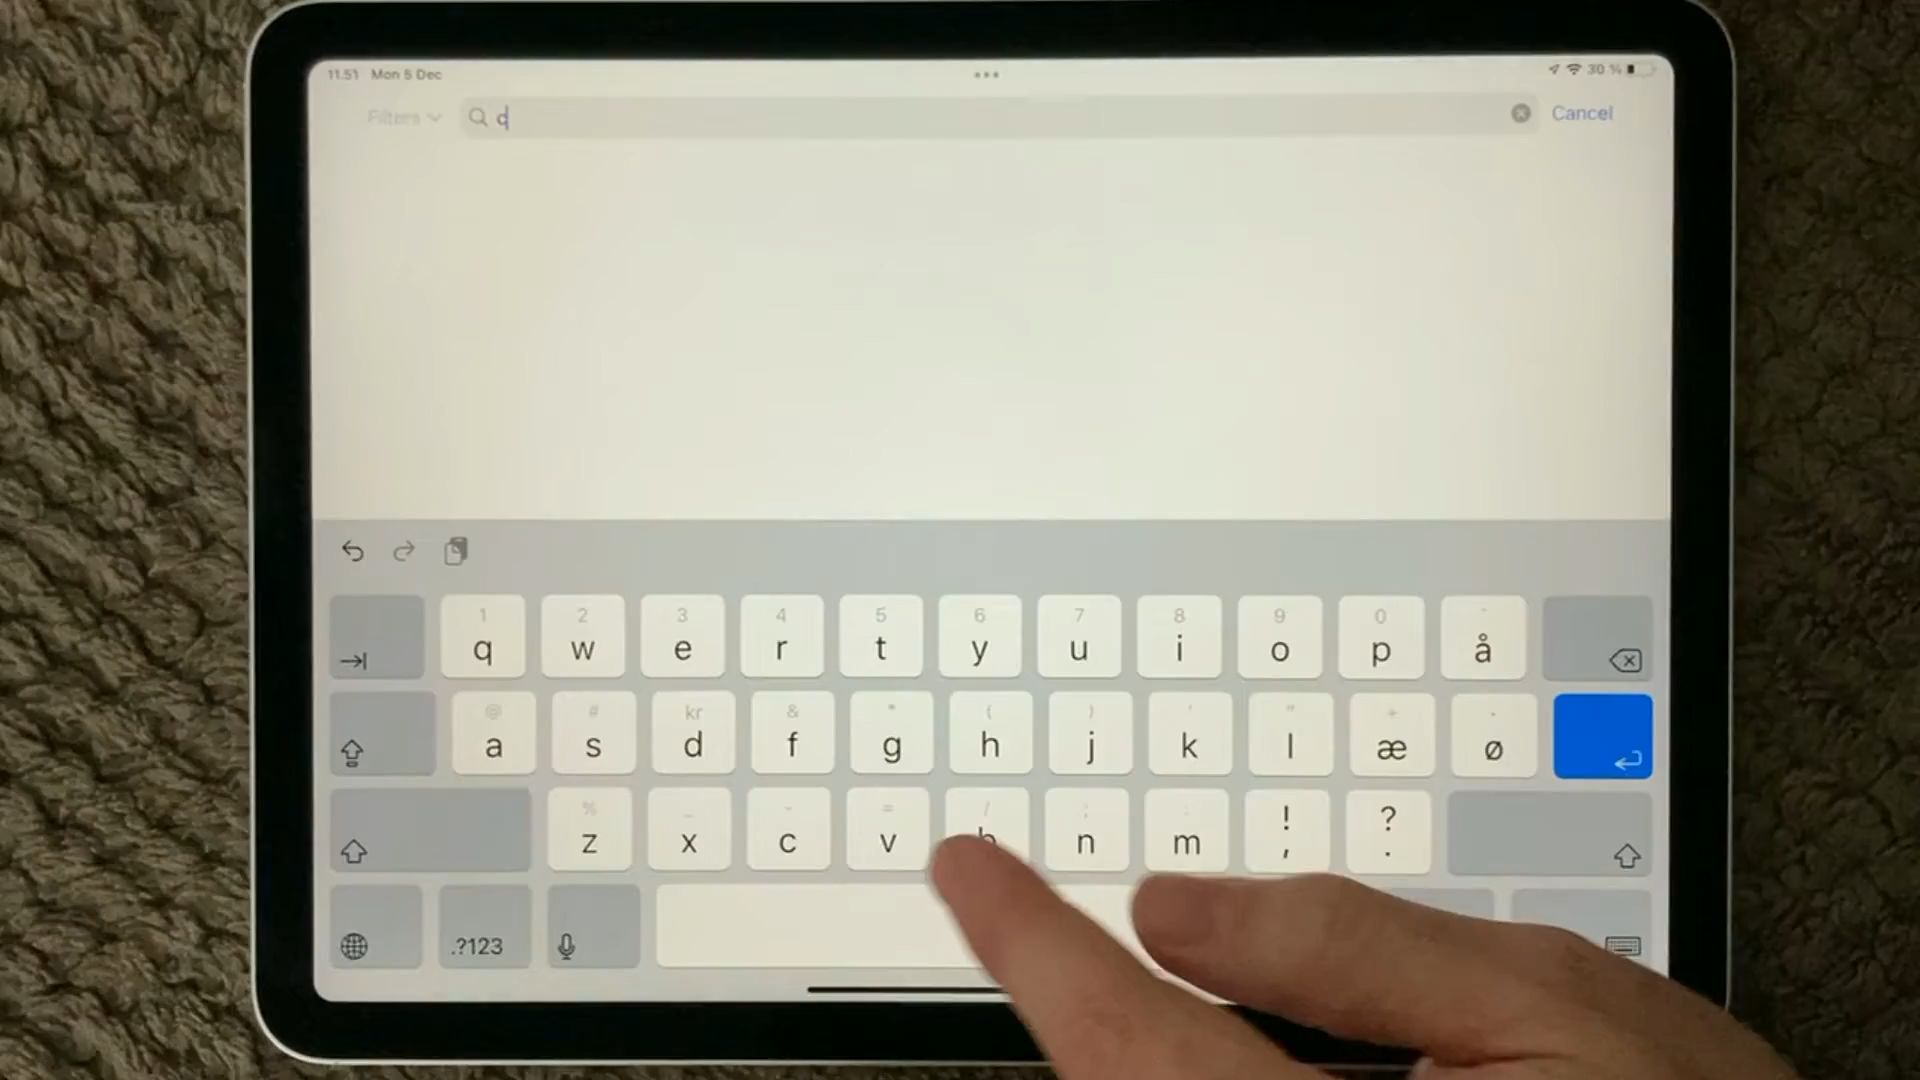 11.51 Mon 5 Dec
30 %
Filters
c
Cancel
1 2 3 4 5 6 7 8 9 0
q w e r t y u i o p å
@ # kr & * ( ) ' " +
a s d f g h j k l æ ø
% _ - = / ; : ! ?
z x c v b n m , .
.?123